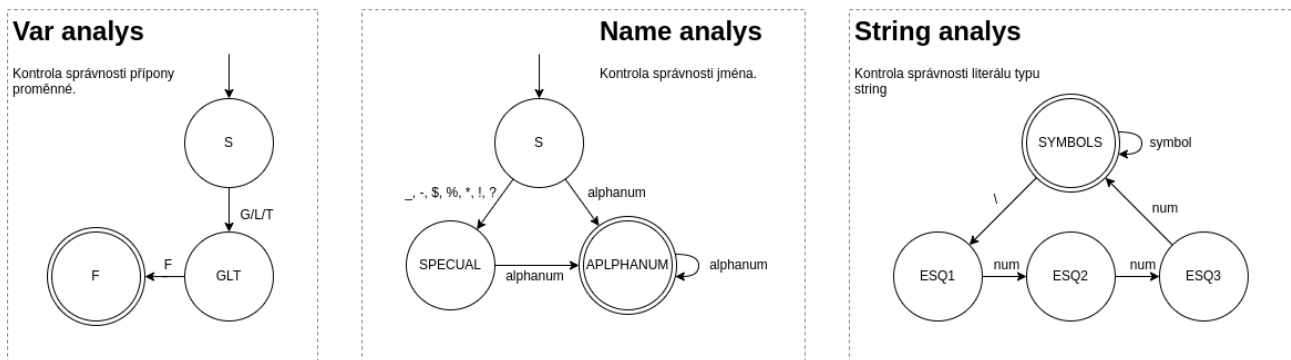 Var analys
Kontrola správnosti přípony
proměnné.
S
G/L/T
F
F
GLT
Name analys
Kontrola správnosti jména.
S
_, -, $, %, *, !, ?
alphanum
SPECUAL
alphanum
APLPHANUM
alphanum
String analys
Kontrola správnosti literálu typu
string
SYMBOLS
symbol
\
num
ESQ1
num
ESQ2
num
ESQ3